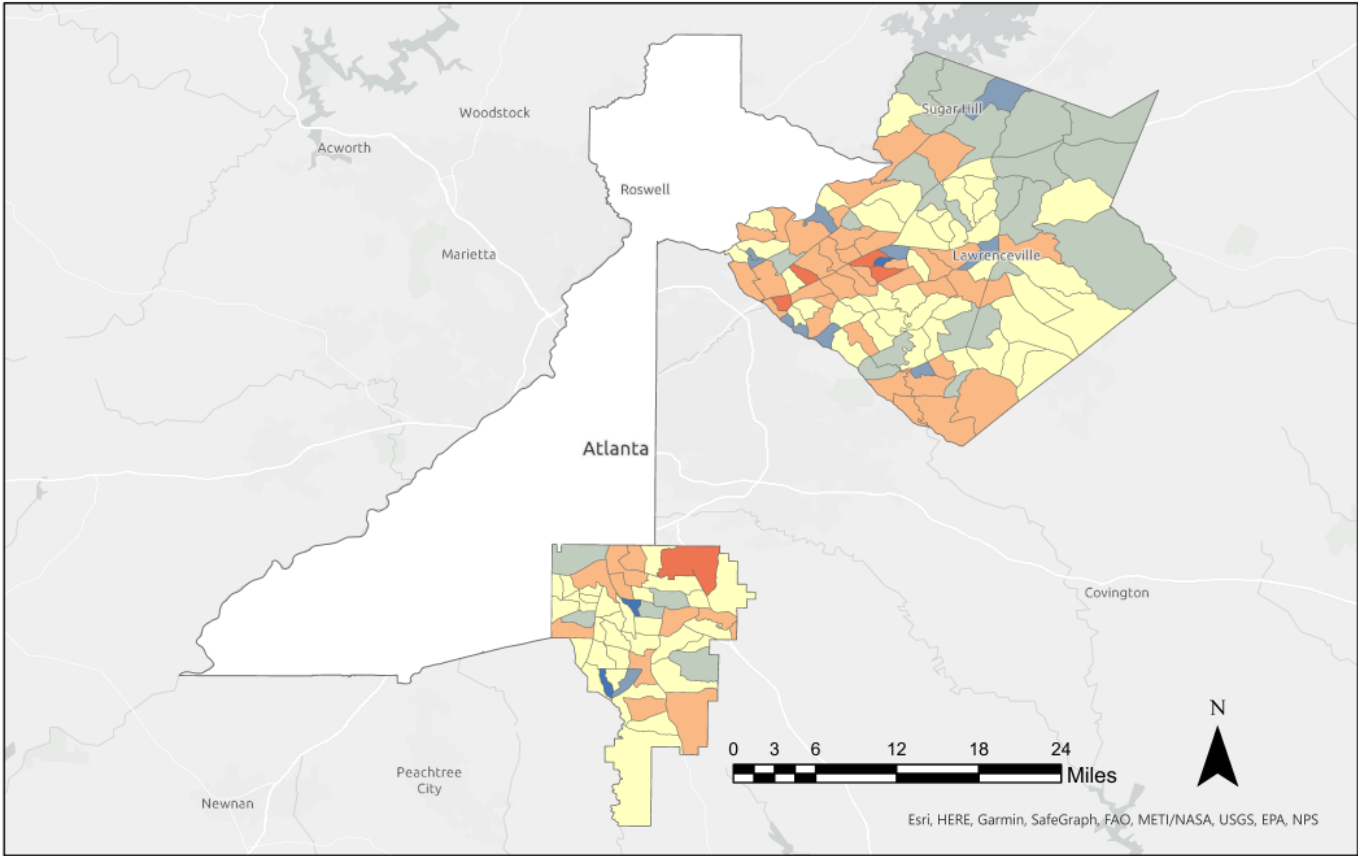 Woodstock
Sugar Hill
Acworth
Roswell
Marietta
Lawrenceville
Atlanta
Covington
N
0 3 6 12 18 24
Miles
Peachtree
City
Newnan
Esri, HERE, Garmin, SafeGraph, FAO, METI/NASA, USGS, EPA, NPS